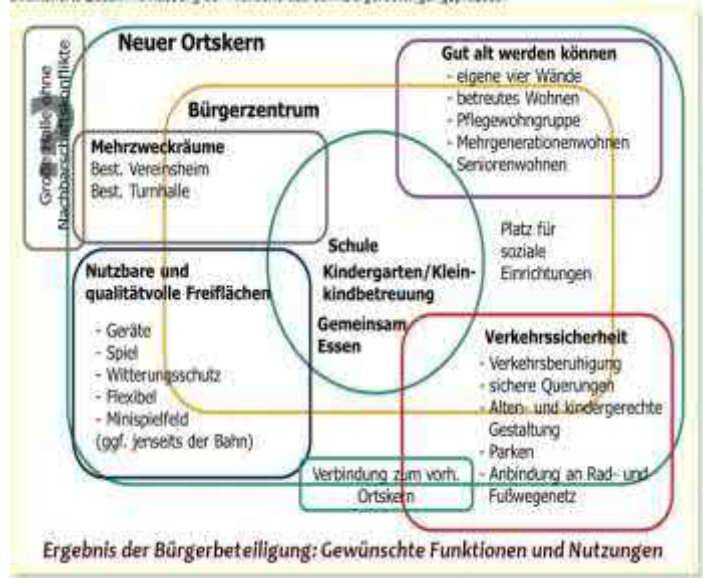 Neuer Ortskern
Große Halle ohne
Nachbarschaftskonflikte
Bürgerzentrum
Gut alt werden können
- eigene vier Wände
- betreutes Wohnen
- Pflegewohngruppe
- Mehrgenerationenwohnen
- Seniorenwohnen
Mehrzweckräume
Best. Vereinsheim
Best. Turnhalle
Schule
Kindergarten/Klein-
kindbetreuung
Gemeinsam
Essen
Platz für
soziale
Einrichtungen
Nutzbare und
qualitätvolle Freiflächen
- Geräte
- Spiel
- Witterungsschutz
- Flexibel
- Minispielfeld
(ggf. jenseits der Bahn)
Verkehrssicherheit
- Verkehrsberuhigung
- sichere Querungen
- Alten- und kindergerechte
Gestaltung
- Parken
- Anbindung an Rad- und
Fußwegenetz
Verbindung zum vorh.
Ortskern
Ergebnis der Bürgerbeteiligung: Gewünschte Funktionen und Nutzungen